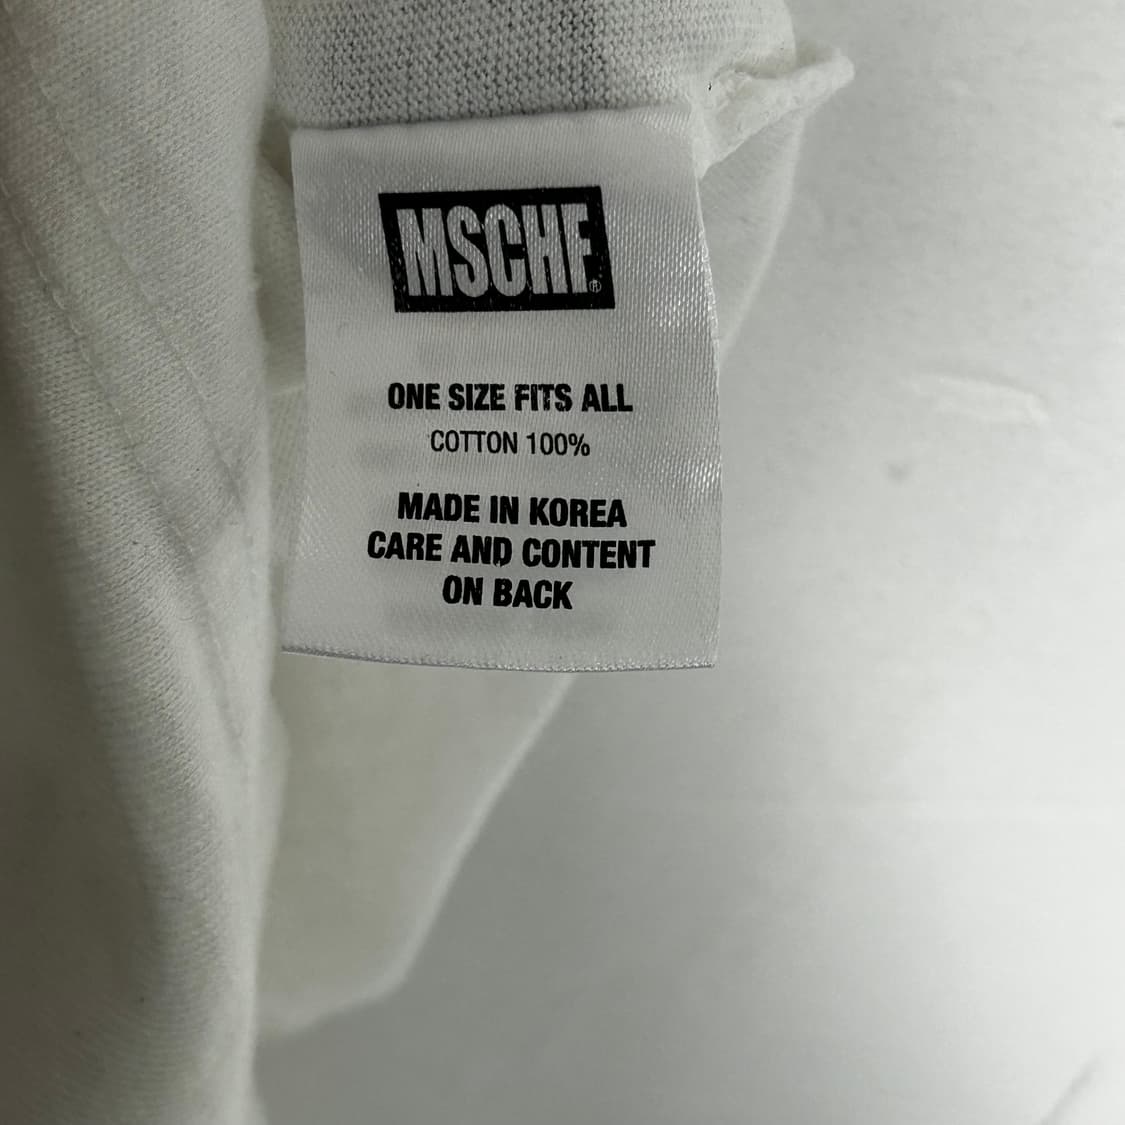 MSCHF®
ONE SIZE FITS ALL
COTTON 100%
MADE IN KOREA
CARE AND CONTENT
ON BACK